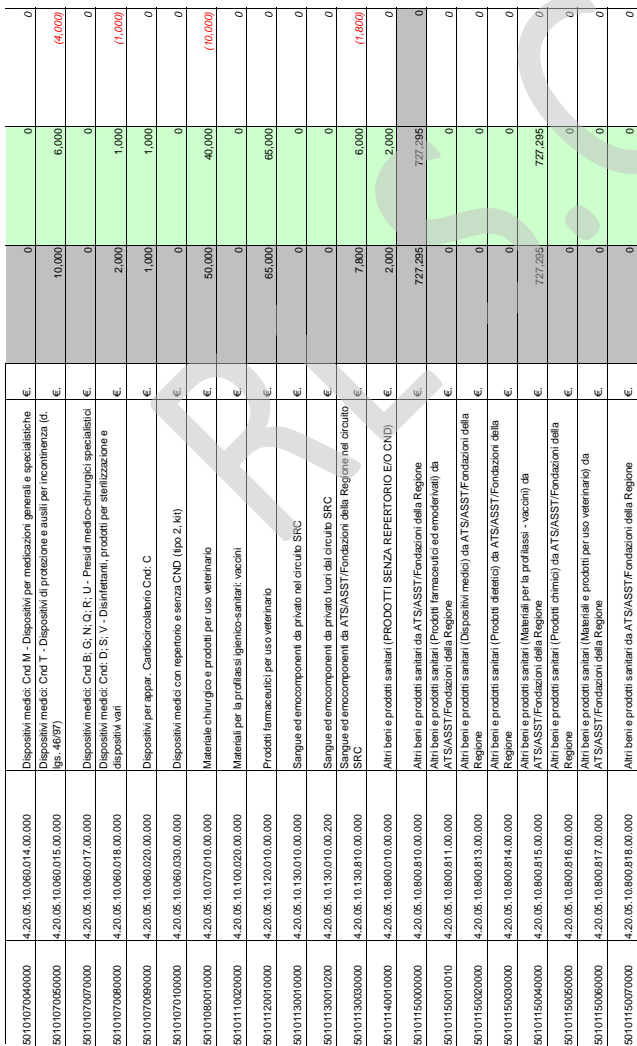 50101070040000 4.20.05.10.060.014.00.000 Dispositivi medici: Cnd M - Dispositivi per medicazioni generali e specialistiche €. 0 0 0
50101070050000 4.20.05.10.060.015.00.000 Dispositivi medici: Cnd T - Dispositivi di protezione e ausili per incontinenza (d.
lgs. 46/97) €. 10,000 6,000 (4,000)
50101070070000 4.20.05.10.060.017.00.000 Dispositivi medici: Cnd B; G; N; Q; R; U - Presidi medico-chirurgici specialistici €. 0 0 0
50101070080000 4.20.05.10.060.018.00.000 Dispositivi medici: Cnd: D; S; V - Disinfettanti, prodotti per sterilizzazione e
dispositivi vari €. 2,000 1,000 (1,000)
50101070090000 4.20.05.10.060.020.00.000 Dispositivi per appar. Cardiocircolatorio Cnd: C €. 1,000 1,000 0
50101070100000 4.20.05.10.060.030.00.000 Dispositivi medici con repertorio e senza CND (tipo 2, kit) €. 0 0 0
50101080010000 4.20.05.10.070.010.00.000 Materiale chirurgico e prodotti per uso veterinario €. 50,000 40,000 (10,000)
50101110020000 4.20.05.10.100.020.00.000 Materiali per la profilassi igienico-sanitari: vaccini €. 0 0 0
50101120010000 4.20.05.10.120.010.00.000 Prodotti farmaceutici per uso veterinario €. 65,000 65,000 0
50101130010000 4.20.05.10.130.010.00.000 Sangue ed emocomponenti da privato nel circuito SRC €. 0 0 0
50101130010200 4.20.05.10.130.010.00.200 Sangue ed emocomponenti da privato fuori dal circuito SRC €. 0 0 0
50101130030000 4.20.05.10.130.810.00.000 Sangue ed emocomponenti da ATS/ASST/Fondazioni della Regione nel circuito
SRC €. 7,800 6,000 (1,800)
50101140010000 4.20.05.10.800.010.00.000 Altri beni e prodotti sanitari (PRODOTTI SENZA REPERTORIO E/O CND) €. 2,000 2,000 0
50101150000000 4.20.05.10.800.810.00.000 Altri beni e prodotti sanitari da ATS/ASST/Fondazioni della Regione €. 727,295 727,295 0
50101150010010 4.20.05.10.800.811.00.000 Altri beni e prodotti sanitari (Prodotti farmaceutici ed emoderivati) da
ATS/ASST/Fondazioni della Regione €. 0 0 0
50101150020000 4.20.05.10.800.813.00.000 Altri beni e prodotti sanitari (Dispositivi medici) da ATS/ASST/Fondazioni della
Regione €. 0 0 0
50101150030000 4.20.05.10.800.814.00.000 Altri beni e prodotti sanitari (Prodotti dietetici) da ATS/ASST/Fondazioni della
Regione €. 0 0 0
50101150040000 4.20.05.10.800.815.00.000 Altri beni e prodotti sanitari (Materiali per la profilassi - vaccini) da
ATS/ASST/Fondazioni della Regione €. 727,295 727,295 0
50101150050000 4.20.05.10.800.816.00.000 Altri beni e prodotti sanitari (Prodotti chimici) da ATS/ASST/Fondazioni della
Regione €. 0 0 0
50101150060000 4.20.05.10.800.817.00.000 Altri beni e prodotti sanitari (Materiali e prodotti per uso veterinario) da
ATS/ASST/Fondazioni della Regione €. 0 0 0
50101150070000 4.20.05.10.800.818.00.000 Altri beni e prodotti sanitari da ATS/ASST/Fondazioni della Regione €. 0 0 0